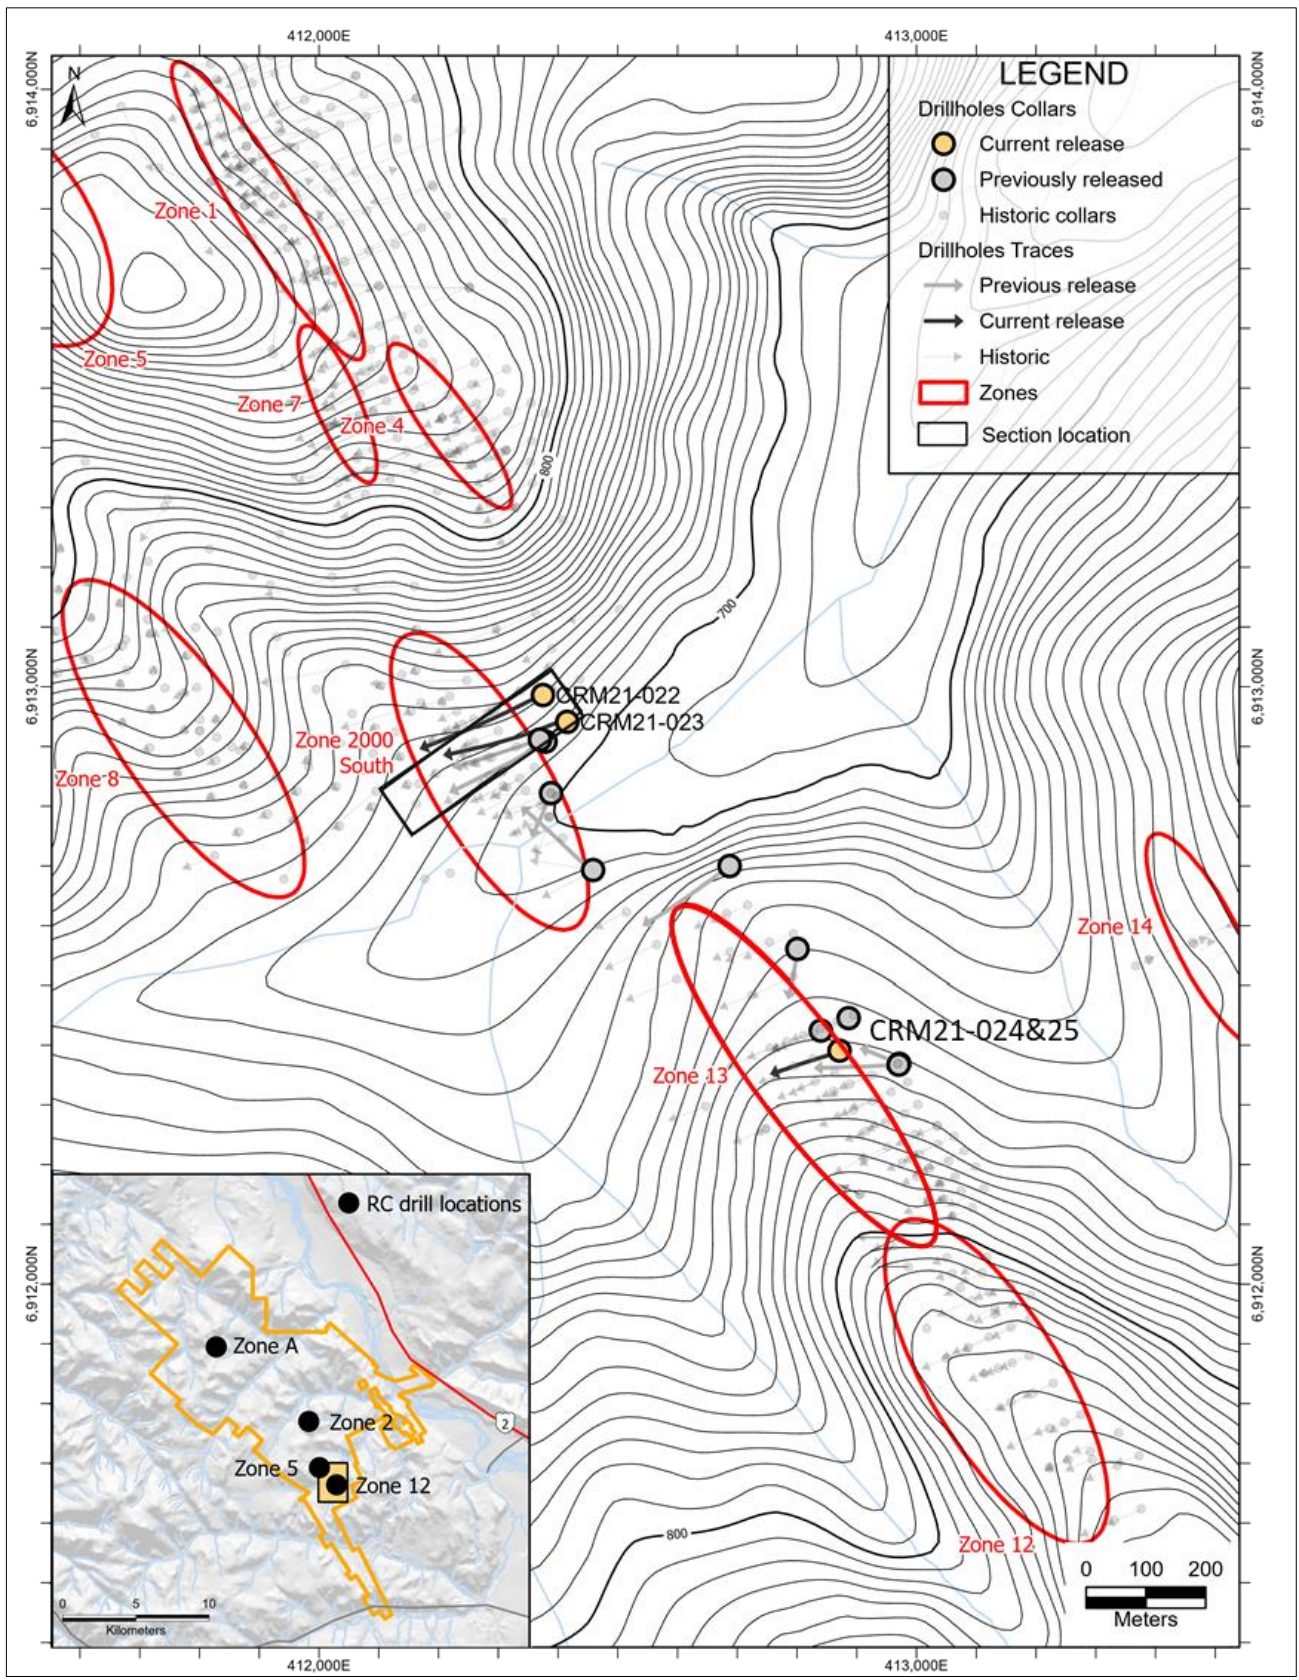 412,000E
413,000E
6,914,000N
6,914,000N
N
LEGEND
Drillholes Collars
Current release
Previously released
Historic collars
Drillholes Traces
Previous release
Current release
Historic
Zones
Section location
Zone 1
Zone 5
Zone 7
Zone 4
800
700
6,913,000N
6,913,000N
CRM21-022
CRM21-023
Zone 2000
South
Zone 8
Zone 14
CRM21-024&25
Zone 13
RC drill locations
6,912,000N
6,912,000N
Zone A
Zone 2
2
Zone 5
Zone 12
800
Zone 12
0 100 200
Meters
0 5 10
Kilometers
412,000E
413,000E